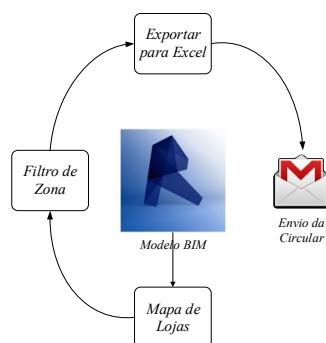 Exportar
para Excel
Filtro de
Zona
Envio da
Circular
Modelo BIM
Mapa de
Lojas